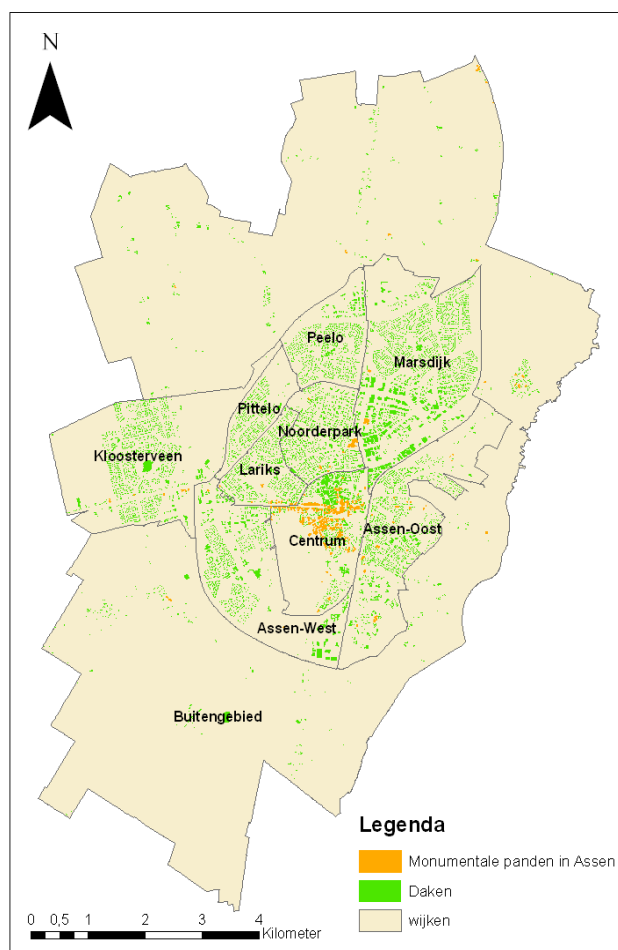 N
Peelo
Marsdijk
Pittelo
Noorderpark
Kloosterveen
Lariks
Assen-Oost
Centrum
Assen-West
Buitengebied
Legenda
Monumentale panden in Assen
Daken
wijken
0 0,5 1 2 3 4
Kilometer